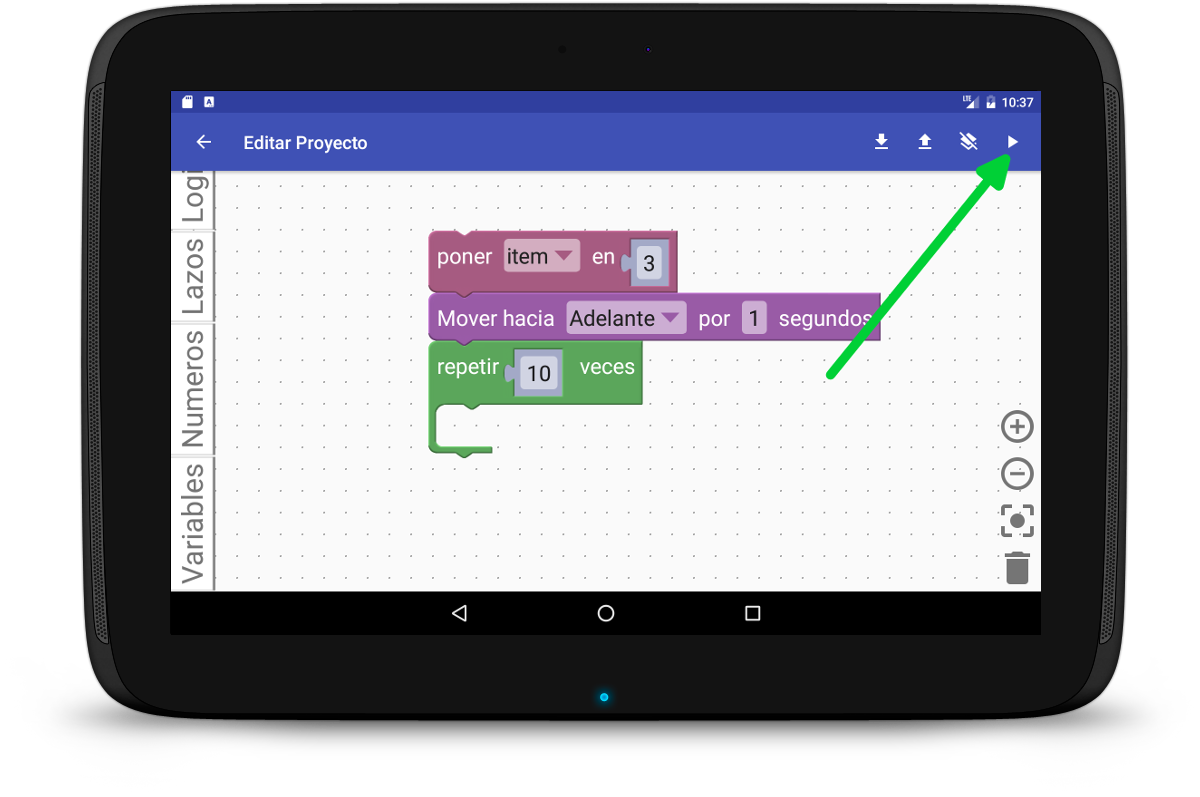 LTE 10:37
Editar Proyecto
Logi
Lazos
Numeros
Variables
poner item en 3
Mover hacia Adelante por 1 segundos
repetir 10 veces